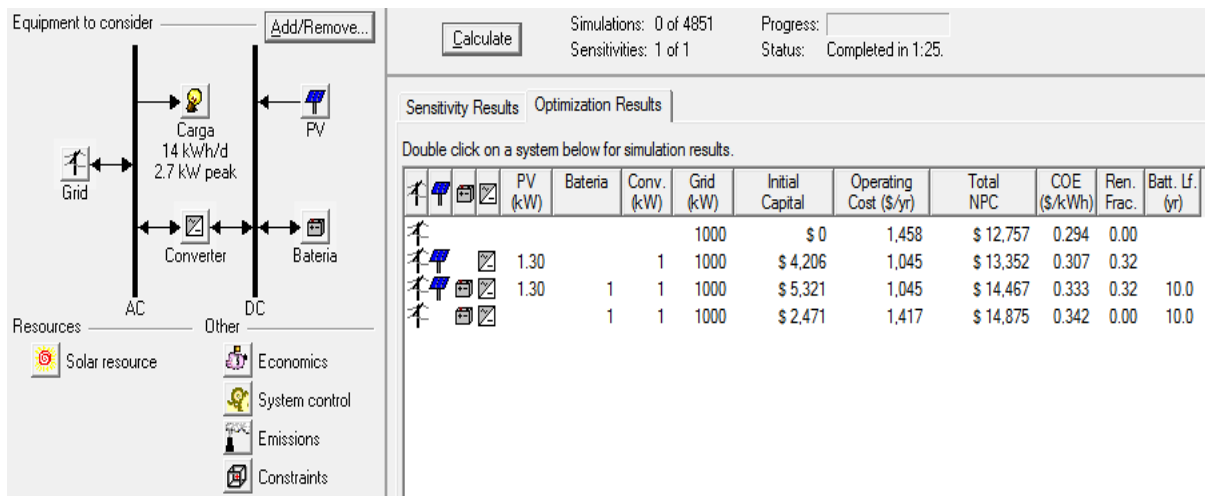 Equipment to consider
Add/Remove...
Carga
14 kWh/d
2.7 kW peak
PV
Grid
Converter
Bateria
AC
DC
Resources
Other
Solar resource
Economics
System control
Emissions
Constraints
Calculate
Simulations: 0 of 4851
Progress:
Sensitivities: 1 of 1
Status: Completed in 1:25.
Sensitivity Results
Optimization Results
Double click on a system below for simulation results.
PV (kW) Bateria Conv. (kW) Grid (kW) Initial Capital Operating Cost ($/yr) Total NPC COE ($/kWh) Ren. Frac. Batt. Lf. (yr)
1000 $ 0 1,458 $ 12,757 0.294 0.00
1.30 1 1000 $ 4,206 1,045 $ 13,352 0.307 0.32
1.30 1 1 1000 $ 5,321 1,045 $ 14,467 0.333 0.32 10.0
1 1 1000 $ 2,471 1,417 $ 14,875 0.342 0.00 10.0